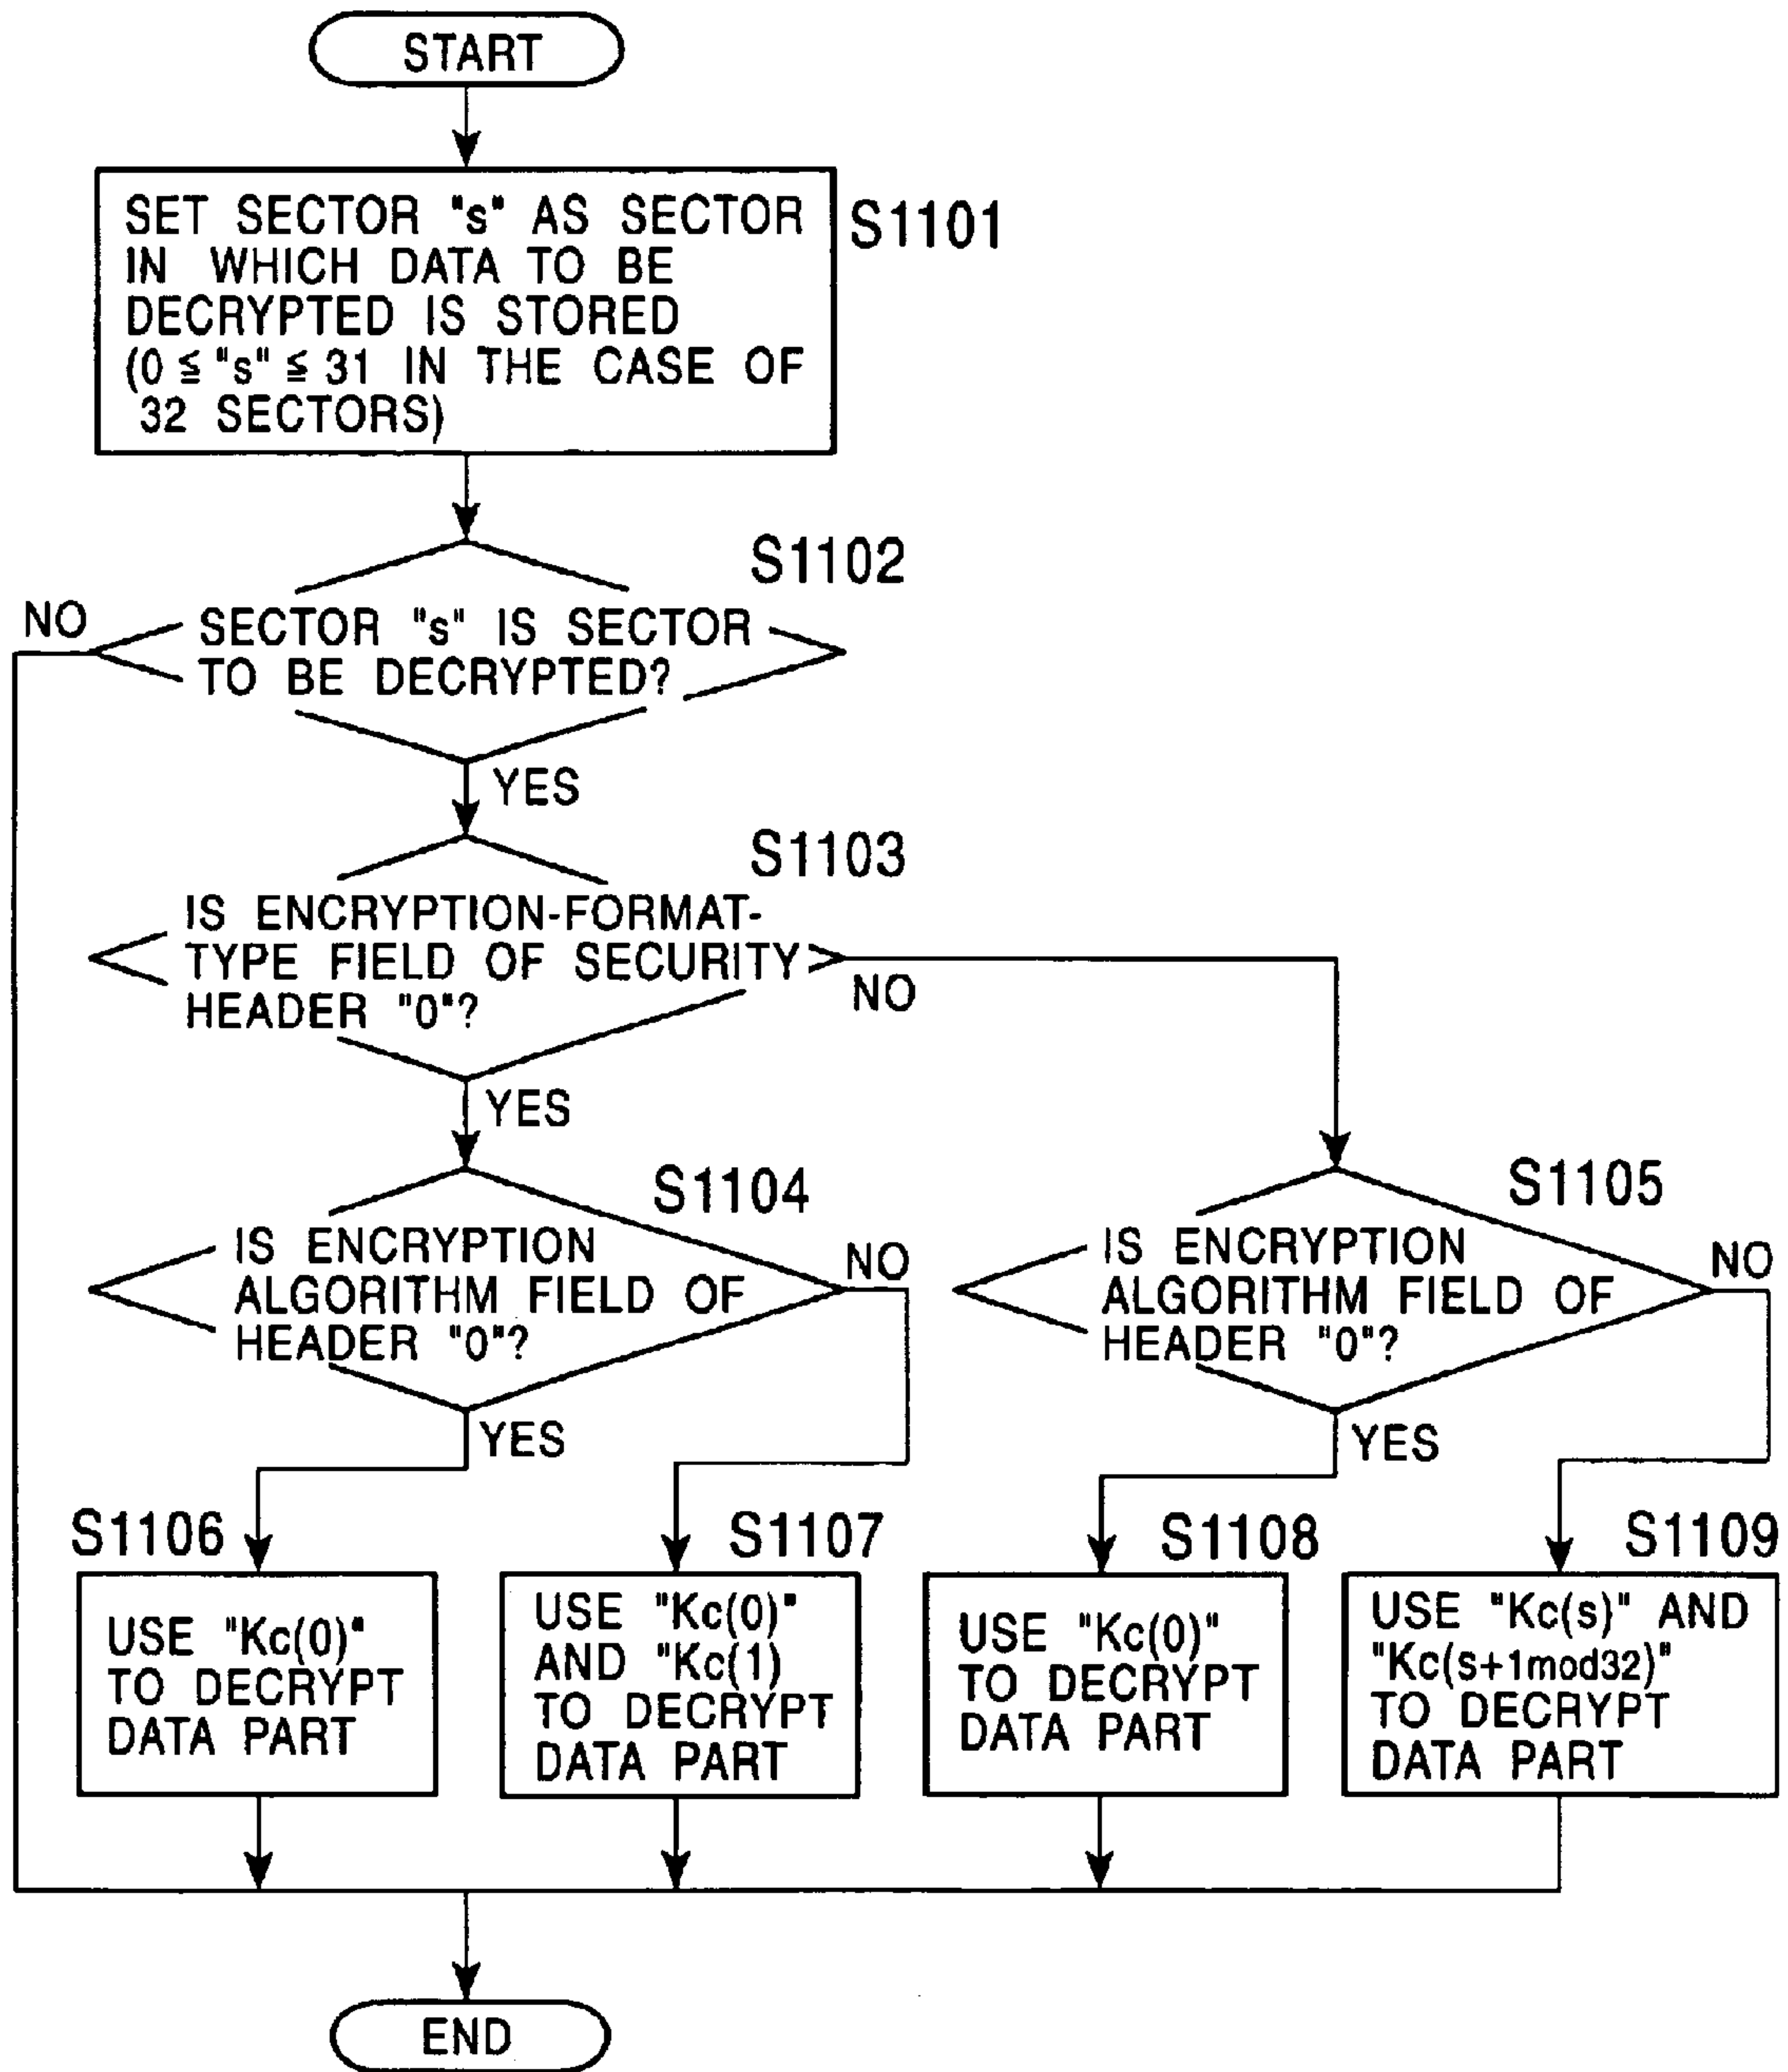 START
SET SECTOR "s" AS SECTOR
IN WHICH DATA TO BE
DECRYPTED IS STORED
(0 ≦ "s" ≦ 31 IN THE CASE OF
32 SECTORS)
S1101
S1102
NO
SECTOR "s" IS SECTOR
TO BE DECRYPTED?
YES
S1103
IS ENCRYPTION-FORMAT-
TYPE FIELD OF SECURITY
HEADER "0"?
NO
YES
S1104
IS ENCRYPTION
ALGORITHM FIELD OF
HEADER "0"?
NO
YES
S1105
IS ENCRYPTION
ALGORITHM FIELD OF
HEADER "0"?
NO
YES
S1106
USE "Kc(0)"
TO DECRYPT
DATA PART
S1107
USE "Kc(0)"
AND "Kc(1)
TO DECRYPT
DATA PART
S1108
USE "Kc(0)"
TO DECRYPT
DATA PART
S1109
USE "Kc(s)" AND
"Kc(s+1mod32)"
TO DECRYPT
DATA PART
END